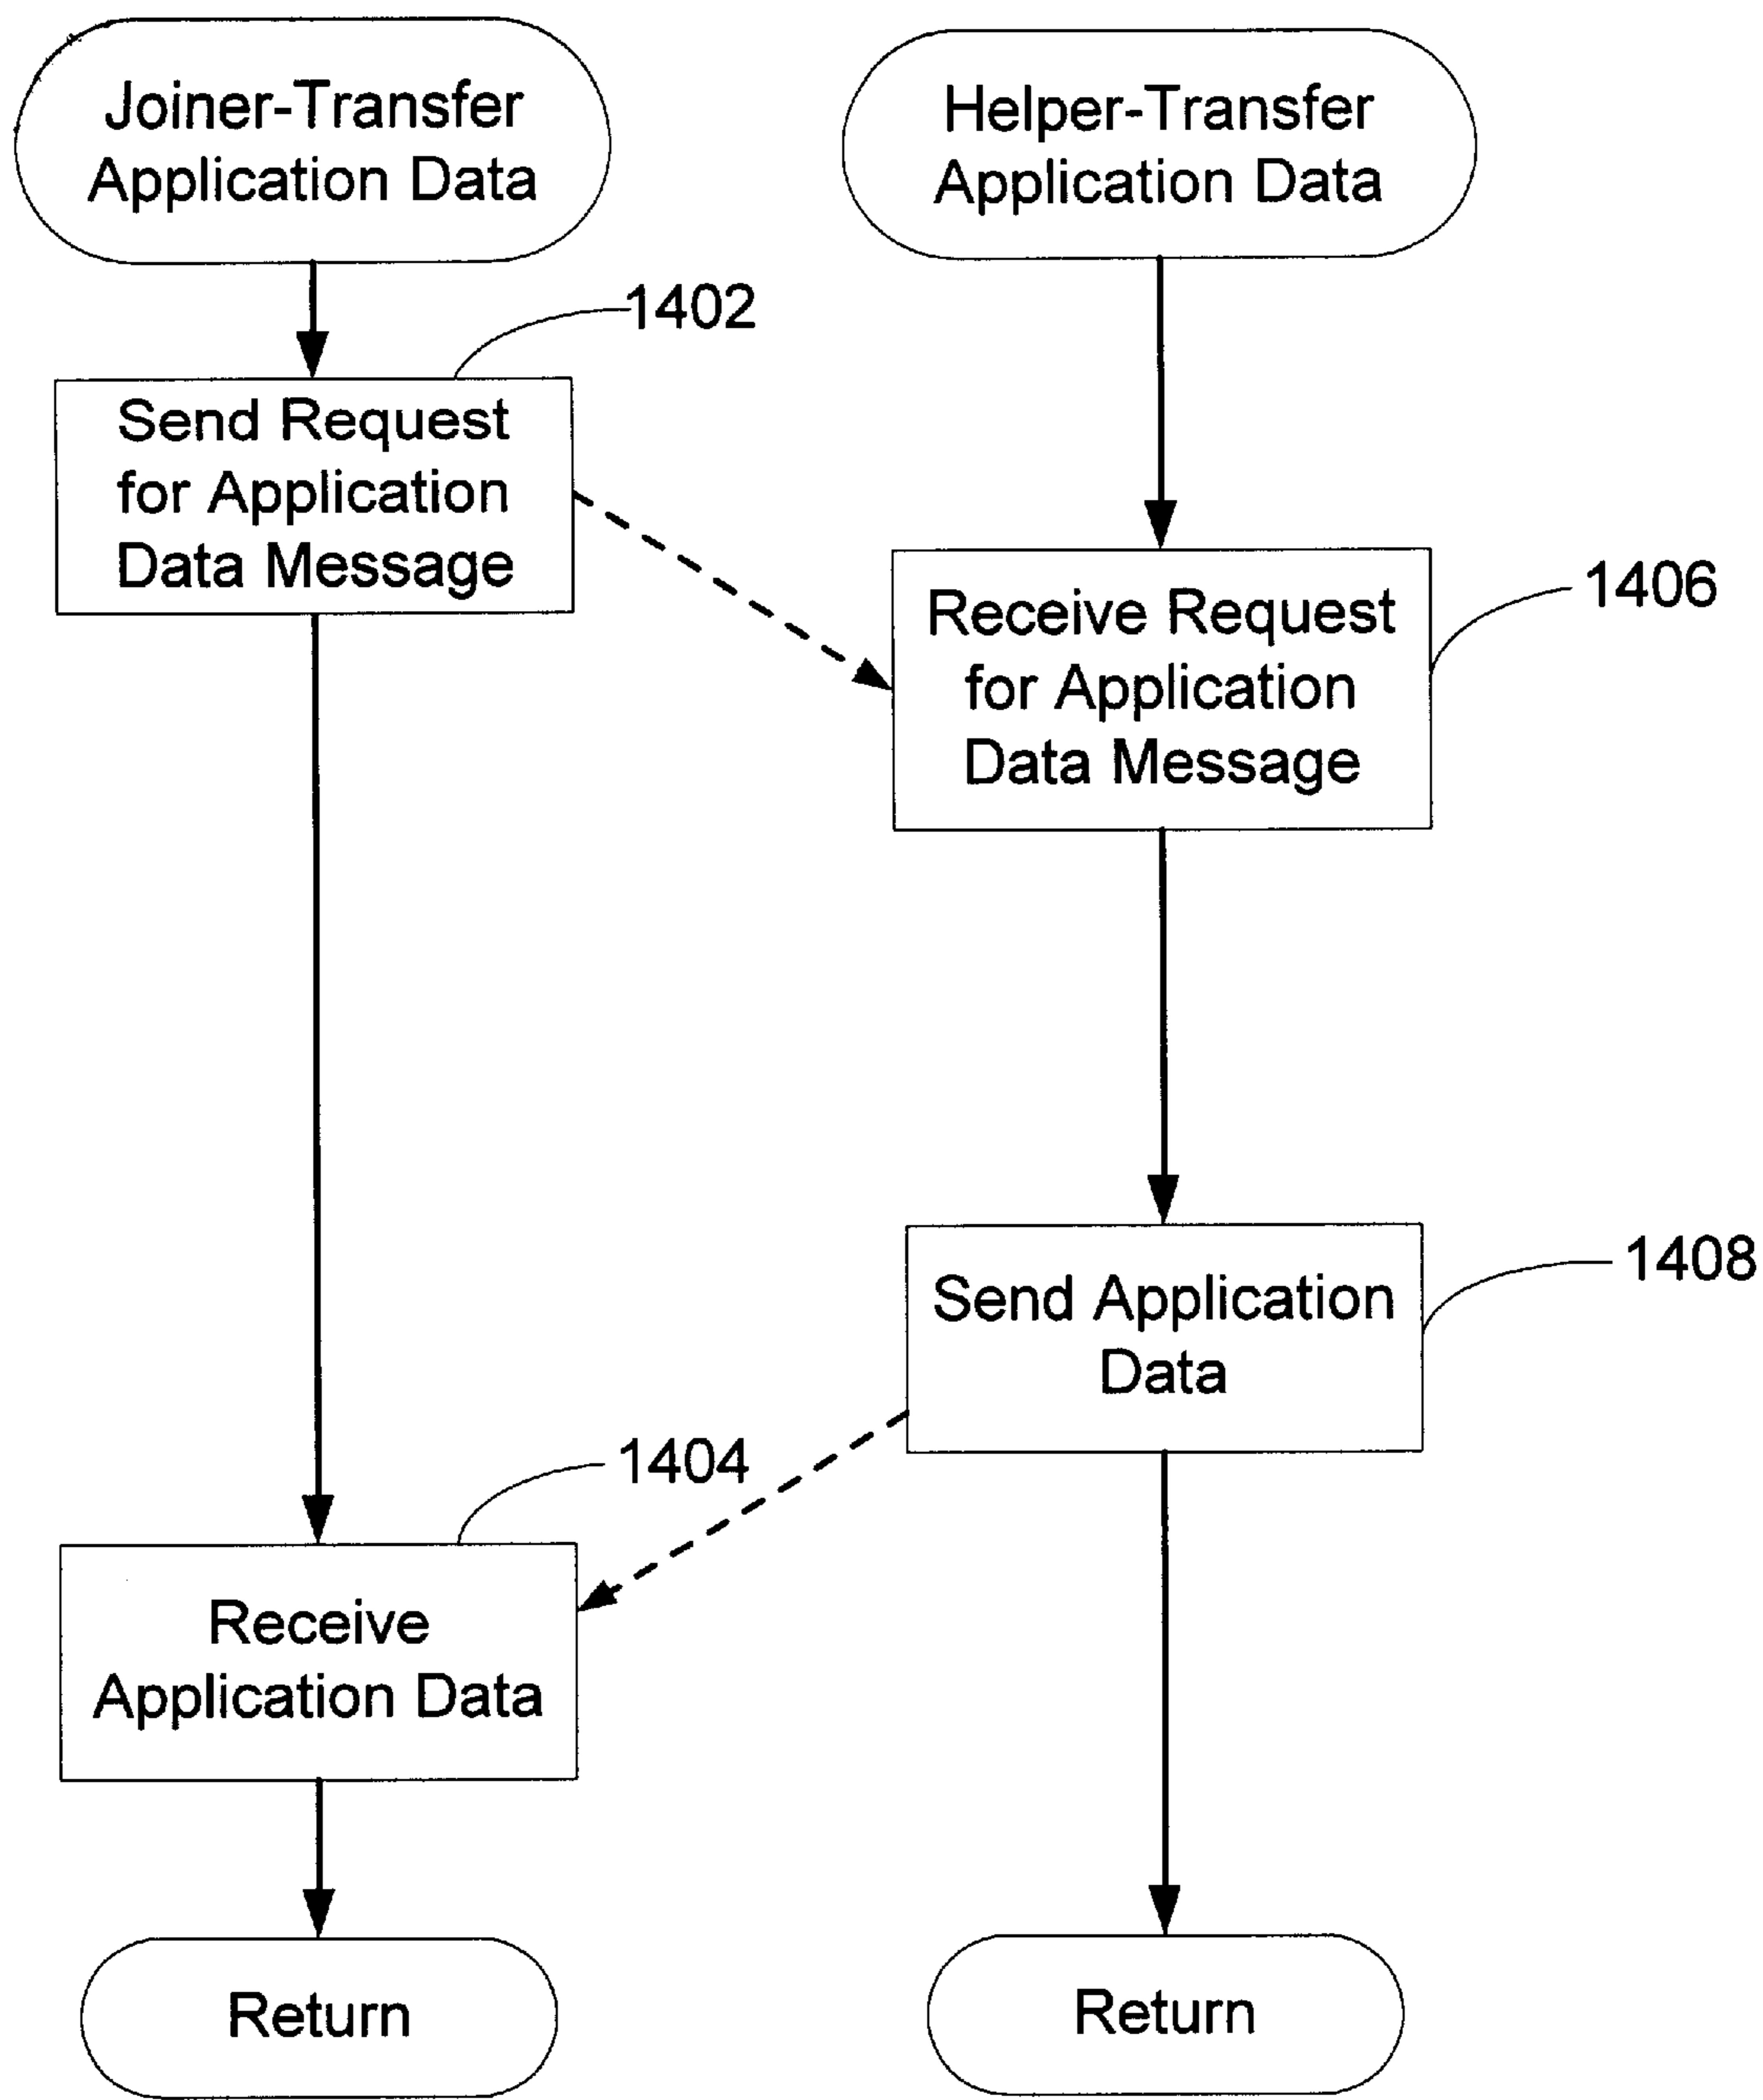 Joiner-Transfer
Application Data
1402
Send Request
for Application
Data Message
1404
Receive
Application Data
Return
Helper-Transfer
Application Data
1406
Receive Request
for Application
Data Message
1408
Send Application
Data
Return